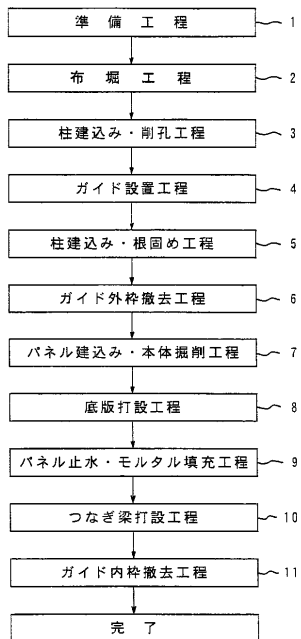 準備工程 1
布堀工程 2
柱建込み・削孔工程 3
ガイド設置工程 4
柱建込み・根固め工程 5
ガイド外枠撤去工程 6
パネル建込み・本体掘削工程 7
底版打設工程 8
パネル止水・モルタル填充工程 9
つなぎ梁打設工程 10
ガイド内枠撤去工程 11
完了